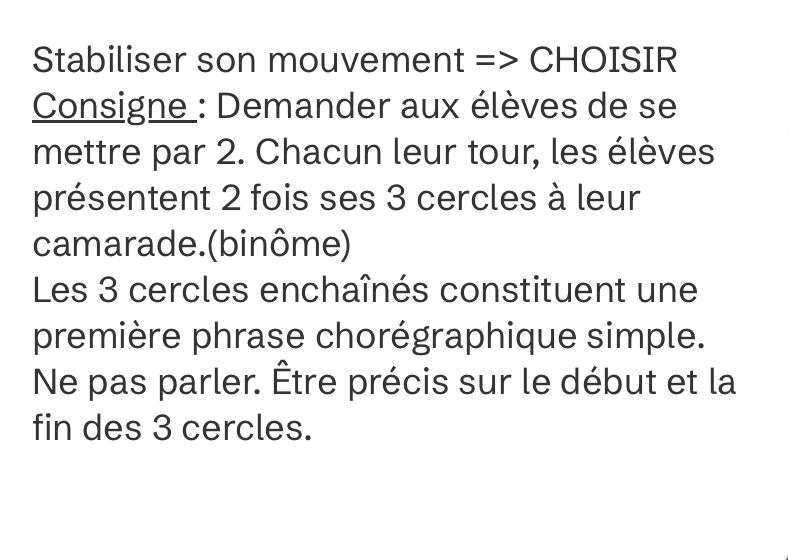 Stabiliser son mouvement => CHOISIR
Consigne : Demander aux élèves de se
mettre par 2. Chacun leur tour, les élèves
présentent 2 fois ses 3 cercles à leur
camarade.(binôme)
Les 3 cercles enchaînés constituent une
première phrase chorégraphique simple.
Ne pas parler. Être précis sur le début et la
fin des 3 cercles.